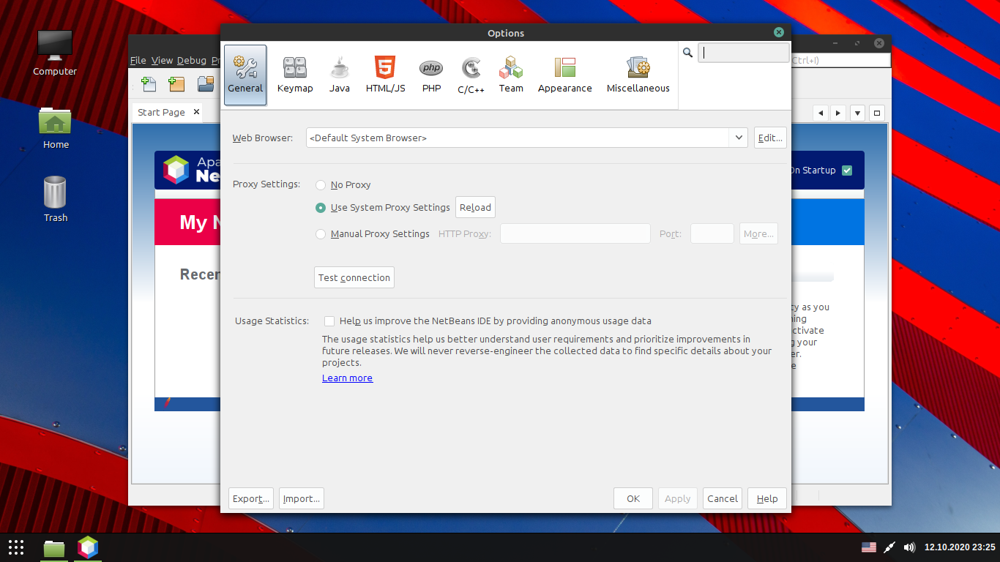 Options
Computer
Home
Trash
File View Debug Pr
Ctrl+I)
General
Keymap
Java
HTML/JS
PHP
C/C++
Team
Appearance
Miscellaneous
Start Page
Web Browser: <Default System Browser> Edit...
Apa
Ne
On Startup
Proxy Settings: No Proxy
Use System Proxy Settings Reload
Manual Proxy Settings HTTP Proxy: Port: More...
My N
Recen
Test connection
Usage Statistics: Help us improve the NetBeans IDE by providing anonymous usage data
The usage statistics help us better understand user requirements and prioritize improvements in
future releases. We will never reverse-engineer the collected data to find specific details about your
projects.
Learn more
cy as you
ning
ctivate
g your
er.
e
Export... Import... OK Apply Cancel Help
12.10.2020 23:25